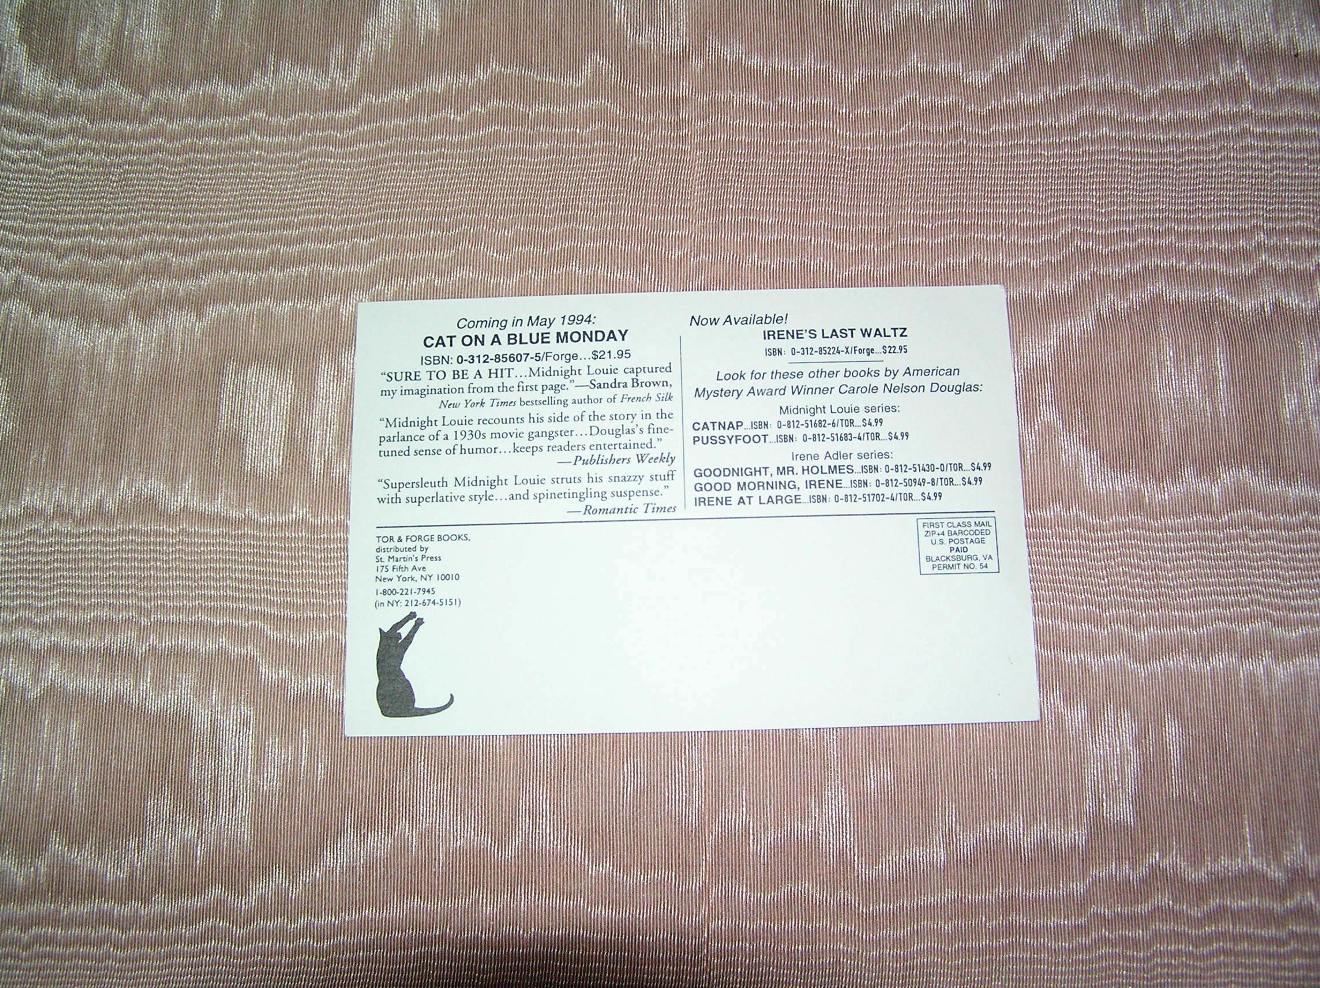 Coming in May 1994:
CAT ON A BLUE MONDAY
ISBN: 0-312-85607-5/Forge...$21.95
“SURE TO BE A HIT...Midnight Louie captured
my imagination from the first page.”—Sandra Brown,
New York Times bestselling author of French Silk
“Midnight Louie recounts his side of the story in the
parlance of a 1930s movie gangster...Douglas's fine-
tuned sense of humor...keeps readers entertained.”
—Publishers Weekly
“Supersleuth Midnight Louie struts his snazzy stuff
with superlative style...and spinetingling suspense.”
—Romantic Times
Now Available!
IRENE'S LAST WALTZ
ISBN: 0-312-85224-X/Forge...$22.95
Look for these other books by American
Mystery Award Winner Carole Nelson Douglas:
Midnight Louie series:
CATNAP...ISBN: 0-812-51682-6/TOR...$4.99
PUSSYFOOT...ISBN: 0-812-51683-4/TOR...$4.99
Irene Adler series:
GOODNIGHT, MR. HOLMES...ISBN: 0-812-51430-0/TOR...$4.99
GOOD MORNING, IRENE...ISBN: 0-812-50949-8/TOR...$4.99
IRENE AT LARGE...ISBN: 0-812-51702-4/TOR...$4.99
TOR & FORGE BOOKS,
distributed by
St. Martin's Press
175 Fifth Ave
New York, NY 10010
1-800-221-7945
(in NY: 212-674-5151)
FIRST CLASS MAIL
ZIP+4 BARCODED
U.S. POSTAGE
PAID
BLACKSBURG, VA
PERMIT NO. 54